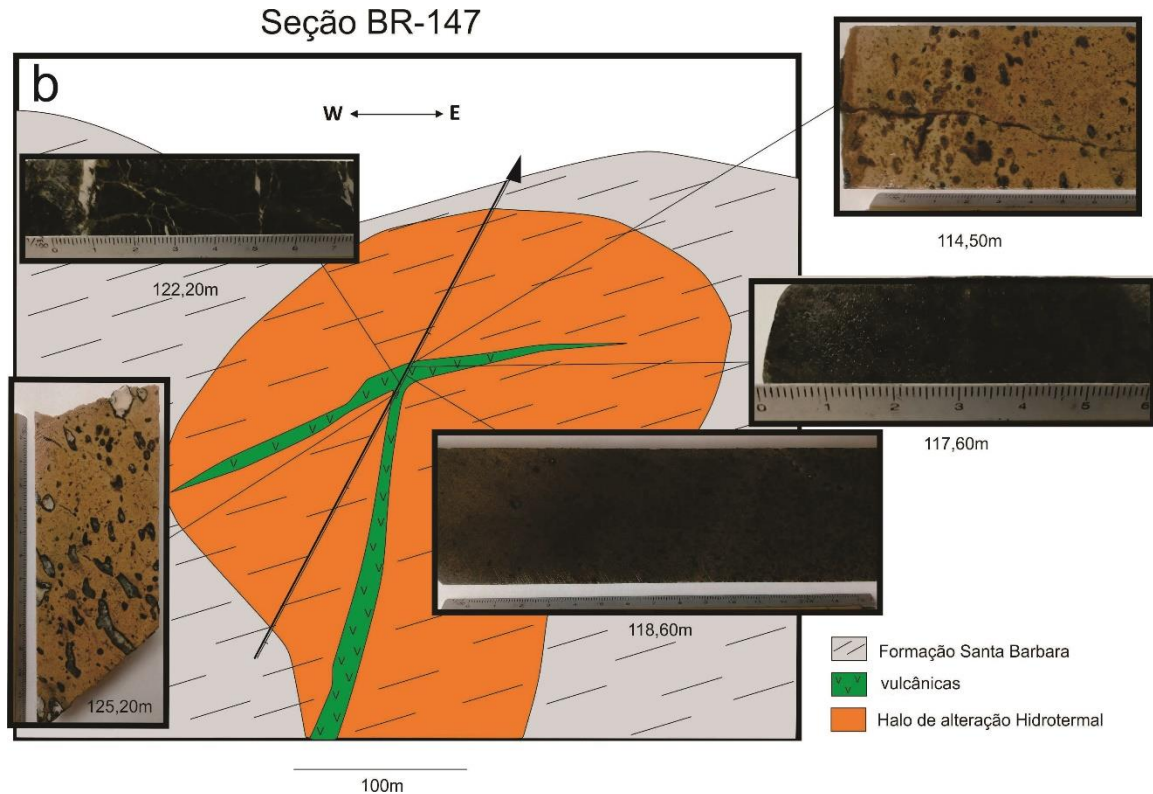 Seção BR-147
b
W E
114,50m
122,20m
117,60m
118,60m
125,20m
Formação Santa Barbara
vulcânicas
Halo de alteração Hidrotermal
100m